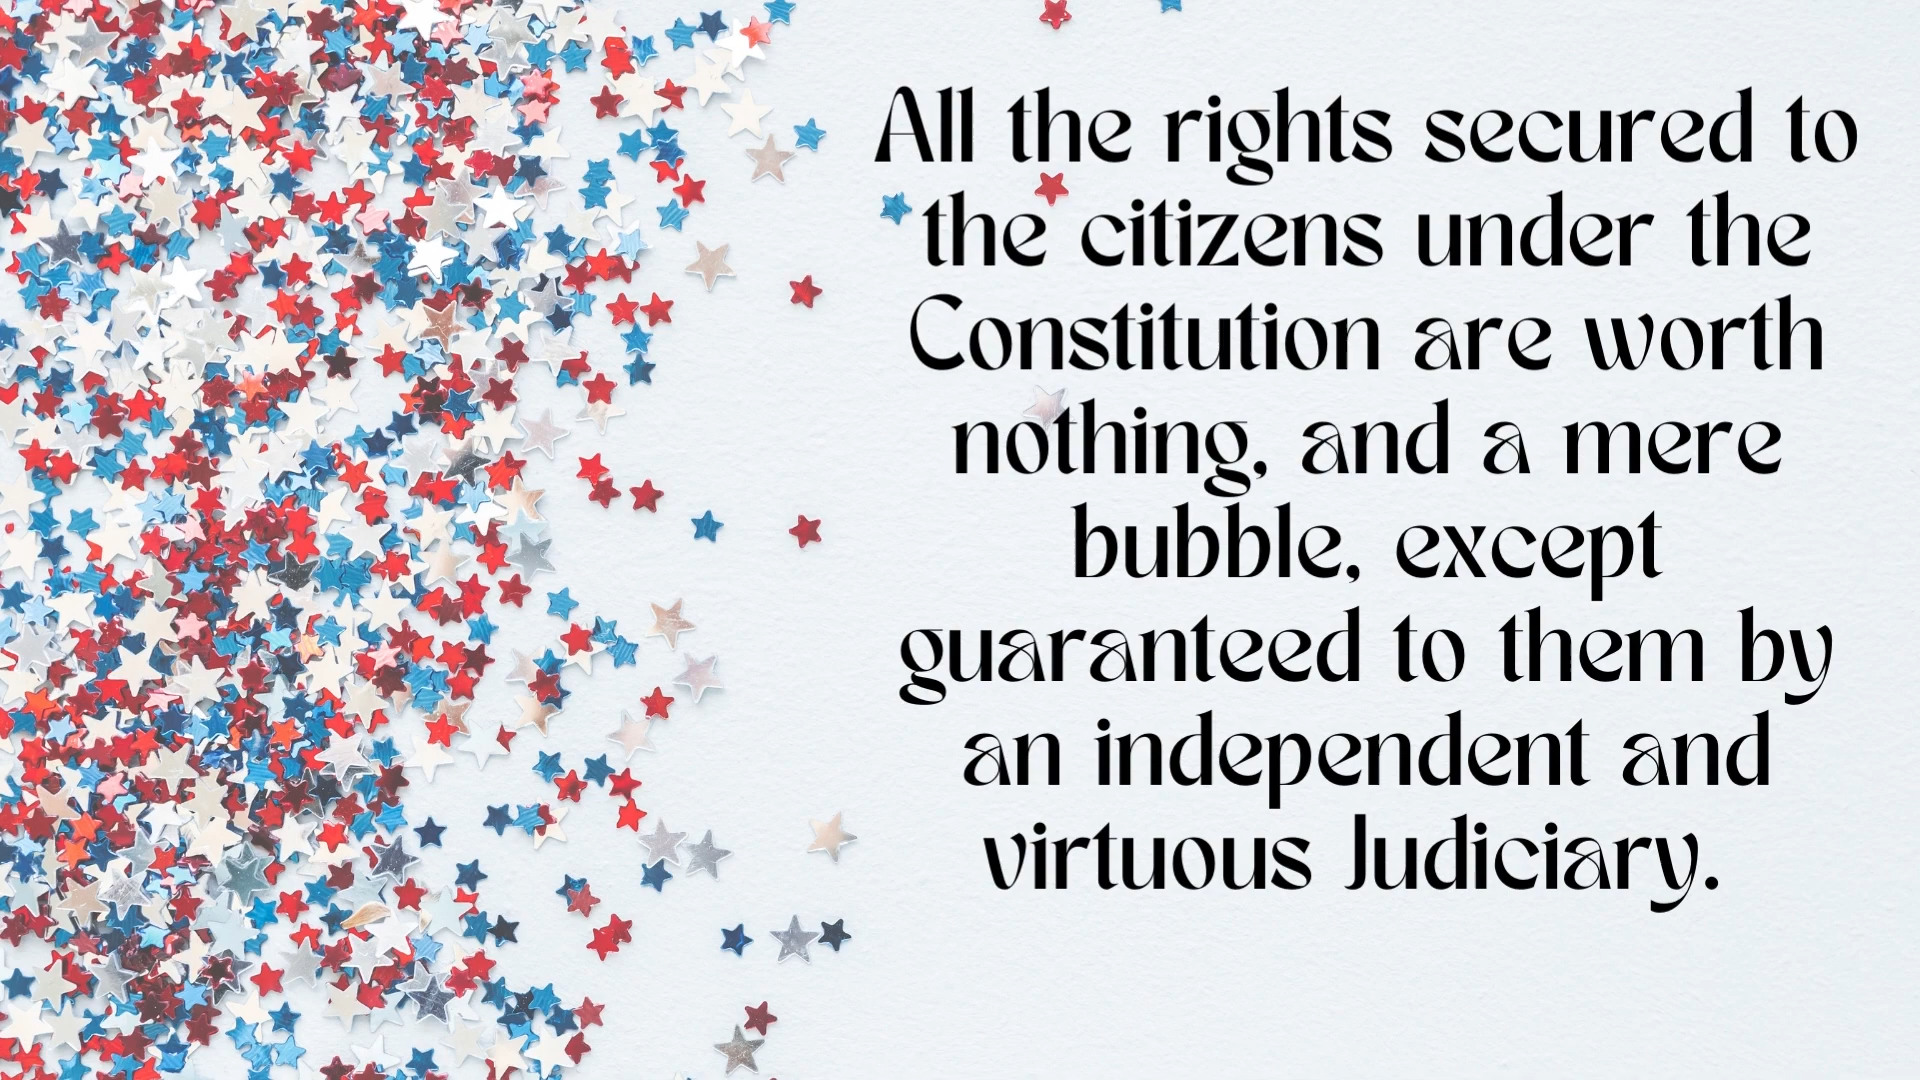 All the rights secured to
the citizens under the
Constitution are worth
nothing, and a mere
bubble, except
guaranteed to them by
an independent and
virtuous Judiciary.